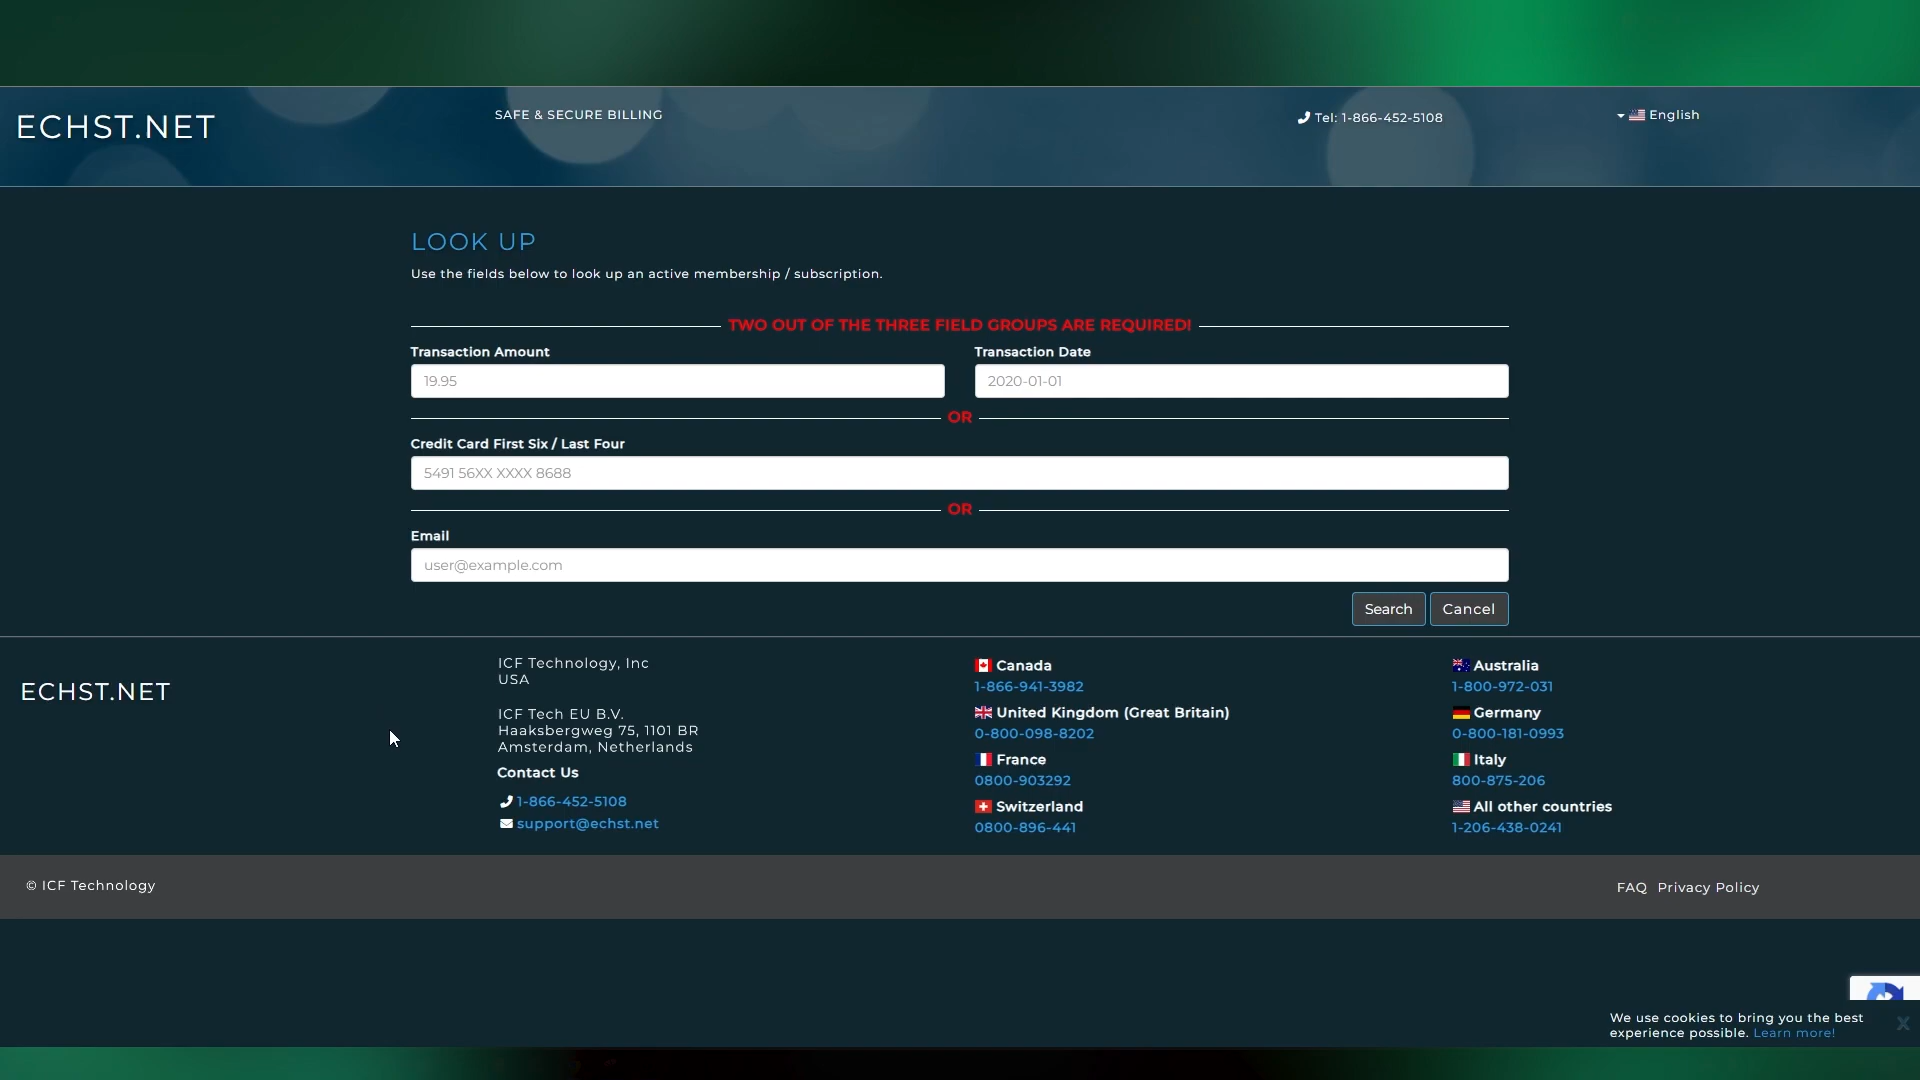 ECHST.NET
SAFE & SECURE BILLING
Tel: 1-866-452-5108
English
LOOK UP
Use the fields below to look up an active membership / subscription.
TWO OUT OF THE THREE FIELD GROUPS ARE REQUIRED!
Transaction Amount
19.95
Transaction Date
2020-01-01
OR
Credit Card First Six / Last Four
5491 56XX XXXX 8688
OR
Email
user@example.com
Search
Cancel
ECHST.NET
ICF Technology, Inc
USA
ICF Tech EU B.V.
Haaksbergweg 75, 1101 BR
Amsterdam, Netherlands
Contact Us
1-866-452-5108
support@echst.net
Canada
1-866-941-3982
United Kingdom (Great Britain)
0-800-098-8202
France
0800-903292
Switzerland
0800-896-441
Australia
1-800-972-031
Germany
0-800-181-0993
Italy
800-875-206
All other countries
1-206-438-0241
© ICF Technology
FAQ
Privacy Policy
We use cookies to bring you the best
experience possible. Learn more!
X